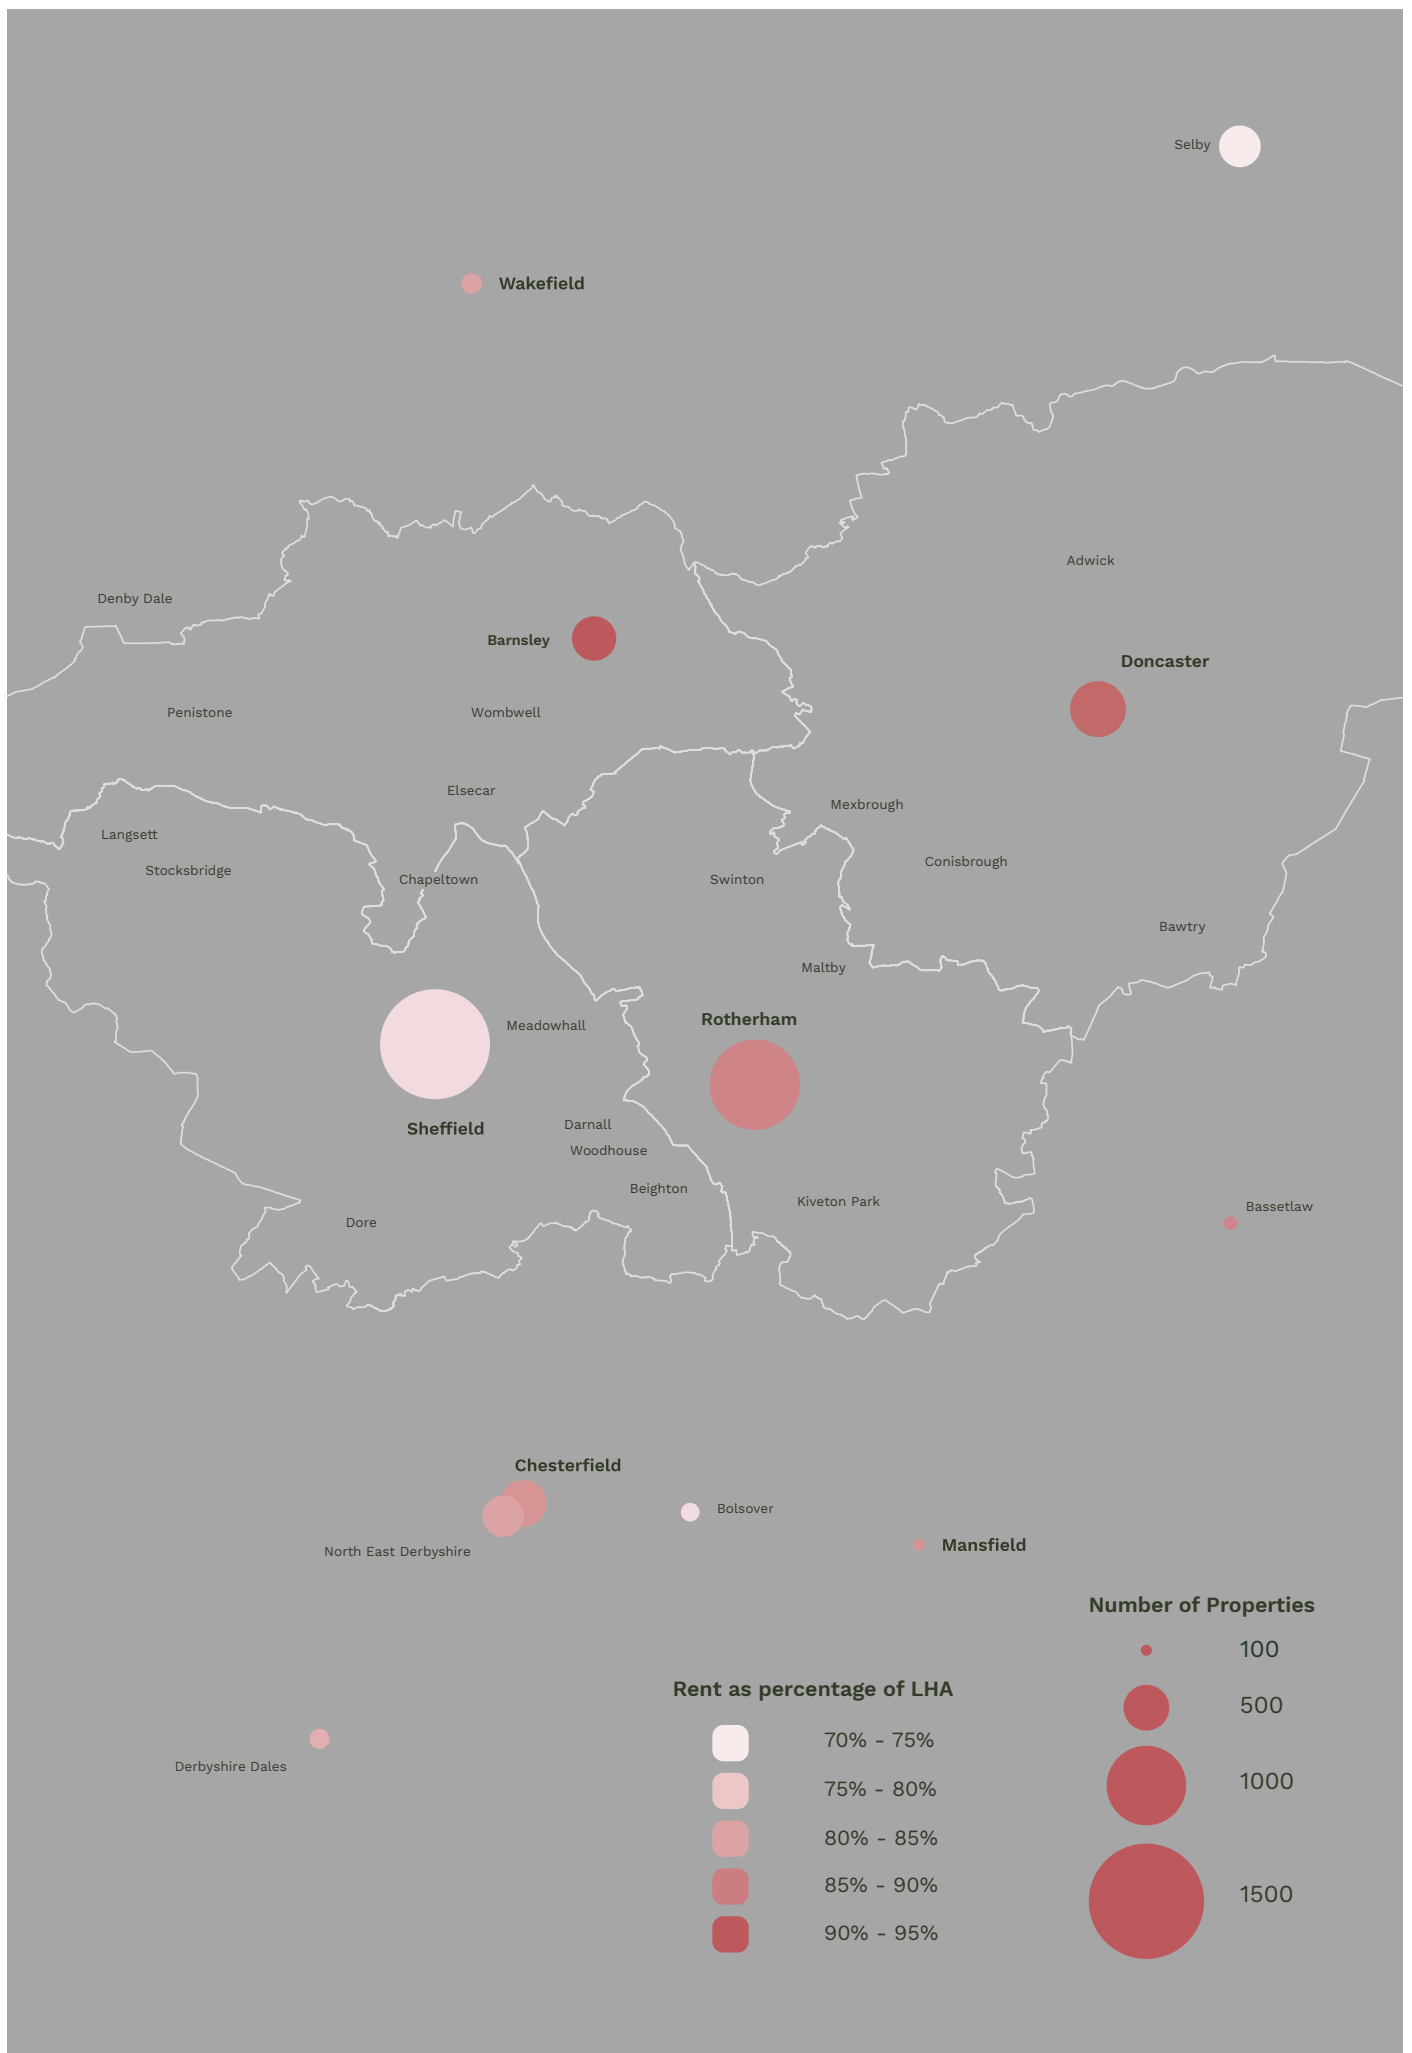 Selby
Wakefield
Adwick
Denby Dale
Barnsley
Doncaster
Penistone
Wombwell
Elsecar
Mexbrough
Langsett
Conisbrough
Stocksbridge
Chapeltown
Swinton
Bawtry
Maltby
Rotherham
Meadowhall
Sheffield
Darnall
Woodhouse
Beighton
Kiveton Park
Bassetlaw
Dore
Chesterfield
Bolsover
Mansfield
North East Derbyshire
Derbyshire Dales
Rent as percentage of LHA
70% - 75%
75% - 80%
80% - 85%
85% - 90%
90% - 95%
Number of Properties
100
500
1000
1500